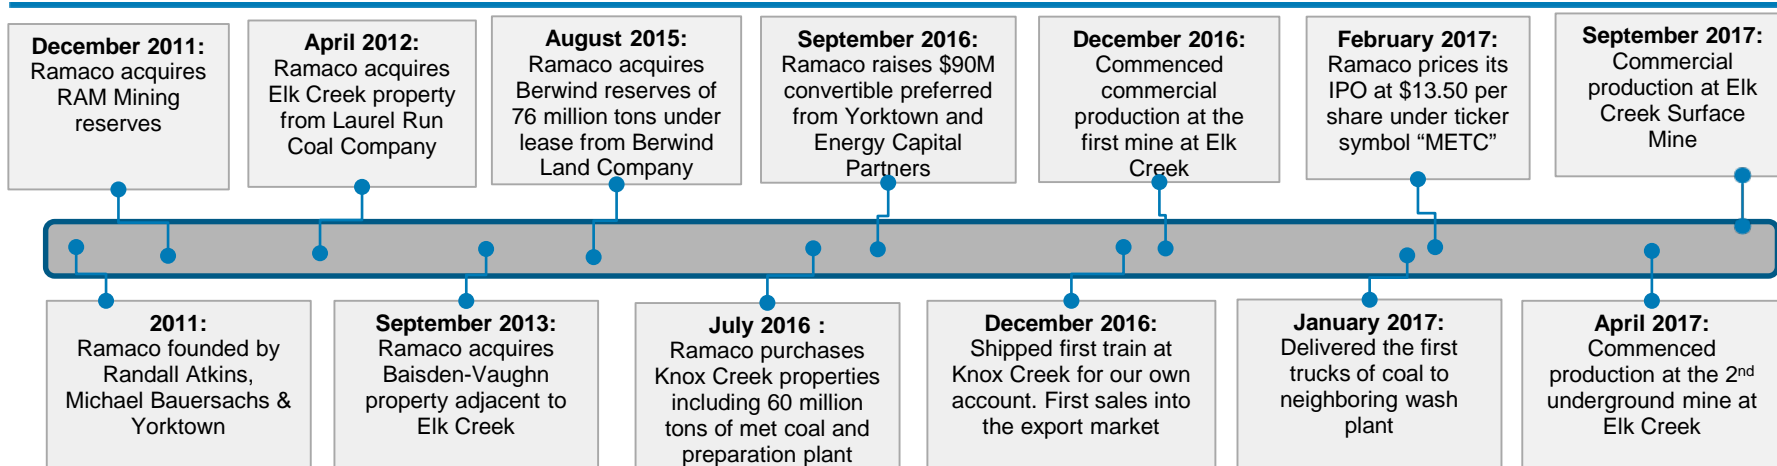 December 2011:
Ramaco acquires
RAM Mining
reserves
April 2012:
Ramaco acquires
Elk Creek property
from Laurel Run
Coal Company
August 2015:
Ramaco acquires
Berwind reserves of
76 million tons under
lease from Berwind
Land Company
September 2016:
Ramaco raises $90M
convertible preferred
from Yorktown and
Energy Capital
Partners
December 2016:
Commenced
commercial
production at the
first mine at Elk
Creek
February 2017:
Ramaco prices its
IPO at $13.50 per
share under ticker
symbol “METC”
September 2017:
Commercial
production at Elk
Creek Surface
Mine
2011:
Ramaco founded by
Randall Atkins,
Michael Bauersachs &
Yorktown
September 2013:
Ramaco acquires
Baisden-Vaughn
property adjacent to
Elk Creek
July 2016 :
Ramaco purchases
Knox Creek properties
including 60 million
tons of met coal and
preparation plant
December 2016:
Shipped first train at
Knox Creek for our own
account. First sales into
the export market
January 2017:
Delivered the first
trucks of coal to
neighboring wash
plant
April 2017:
Commenced
production at the 2nd
underground mine at
Elk Creek